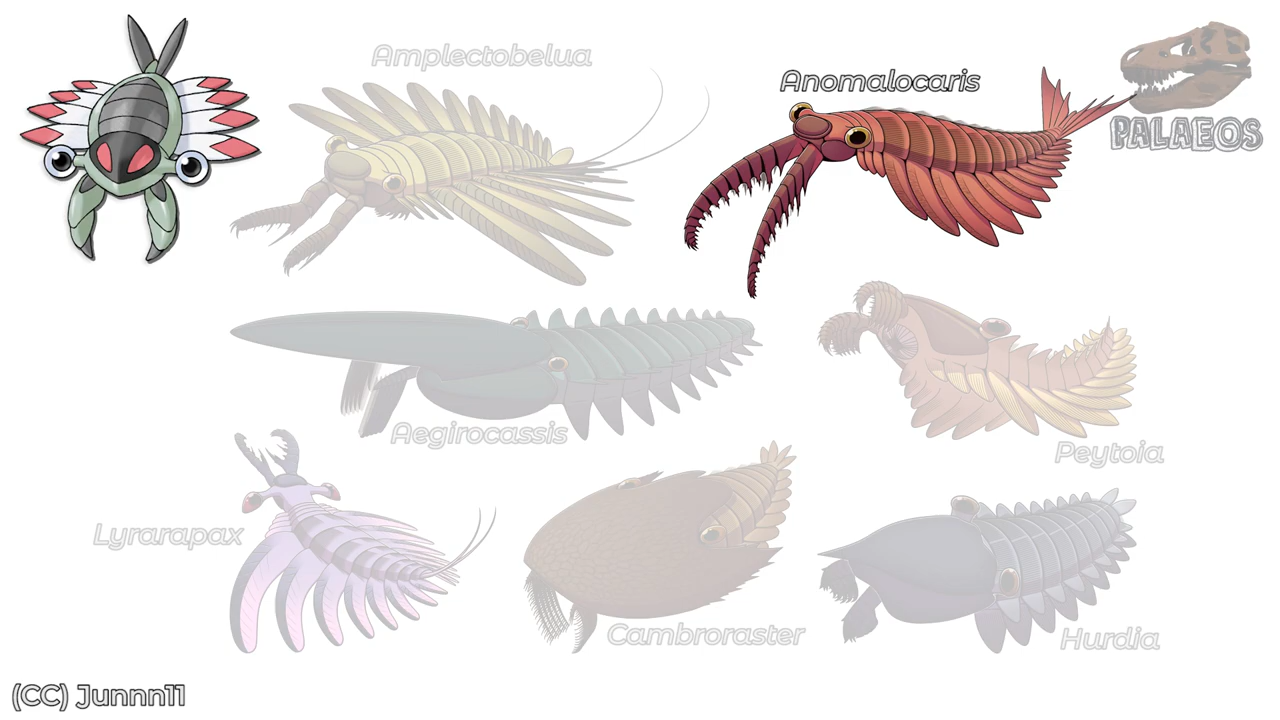 Amplectobelua
Anomalocaris
PALAEOS
Aegirocassis
Peytoia
Lyrarapax
Cambroraster
Hurdia
(CC) Junnn11